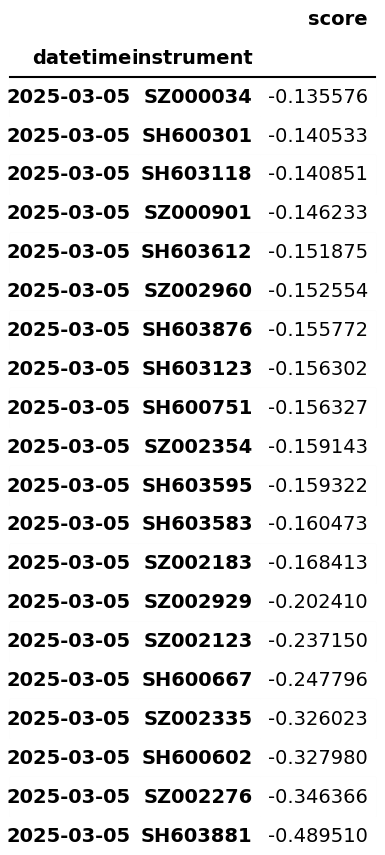 score
datetime instrument
2025-03-05 SZ000034 -0.135576
2025-03-05 SH600301 -0.140533
2025-03-05 SH603118 -0.140851
2025-03-05 SZ000901 -0.146233
2025-03-05 SH603612 -0.151875
2025-03-05 SZ002960 -0.152554
2025-03-05 SH603876 -0.155772
2025-03-05 SH603123 -0.156302
2025-03-05 SH600751 -0.156327
2025-03-05 SZ002354 -0.159143
2025-03-05 SH603595 -0.159322
2025-03-05 SH603583 -0.160473
2025-03-05 SZ002183 -0.168413
2025-03-05 SZ002929 -0.202410
2025-03-05 SZ002123 -0.237150
2025-03-05 SH600667 -0.247796
2025-03-05 SZ002335 -0.326023
2025-03-05 SH600602 -0.327980
2025-03-05 SZ002276 -0.346366
2025-03-05 SH603881 -0.489510